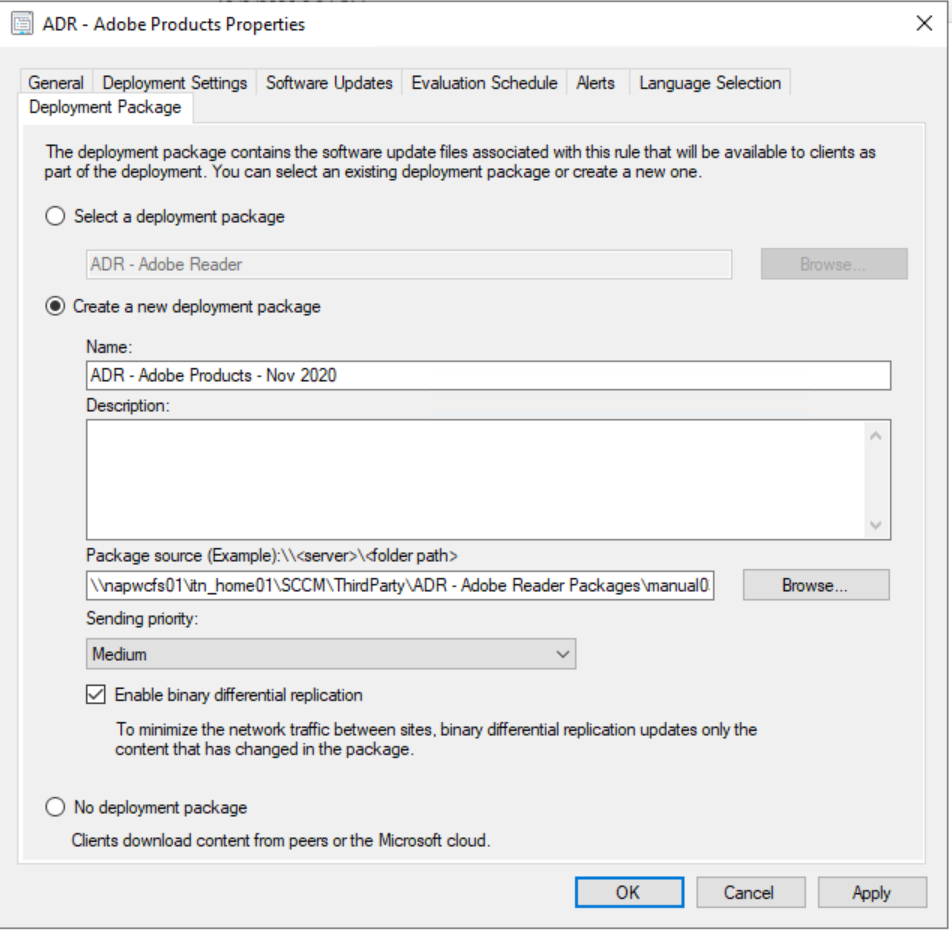 ADR - Adobe Products Properties
General
Deployment Settings
Software Updates
Evaluation Schedule
Alerts
Language Selection
Deployment Package
The deployment package contains the software update files associated with this rule that will be available to clients as
part of the deployment. You can select an existing deployment package or create a new one.
Select a deployment package
ADR - Adobe Reader
Browse...
Create a new deployment package
Name:
ADR - Adobe Products - Nov 2020
Description:
Package source (Example):\\<server>\<folder path>
\\napwcfs01\itn_home01\SCCM\ThirdParty\ADR - Adobe Reader Packages\manual0
Browse...
Sending priority:
Medium
Enable binary differential replication
To minimize the network traffic between sites, binary differential replication updates only the
content that has changed in the package.
No deployment package
Clients download content from peers or the Microsoft cloud.
OK
Cancel
Apply